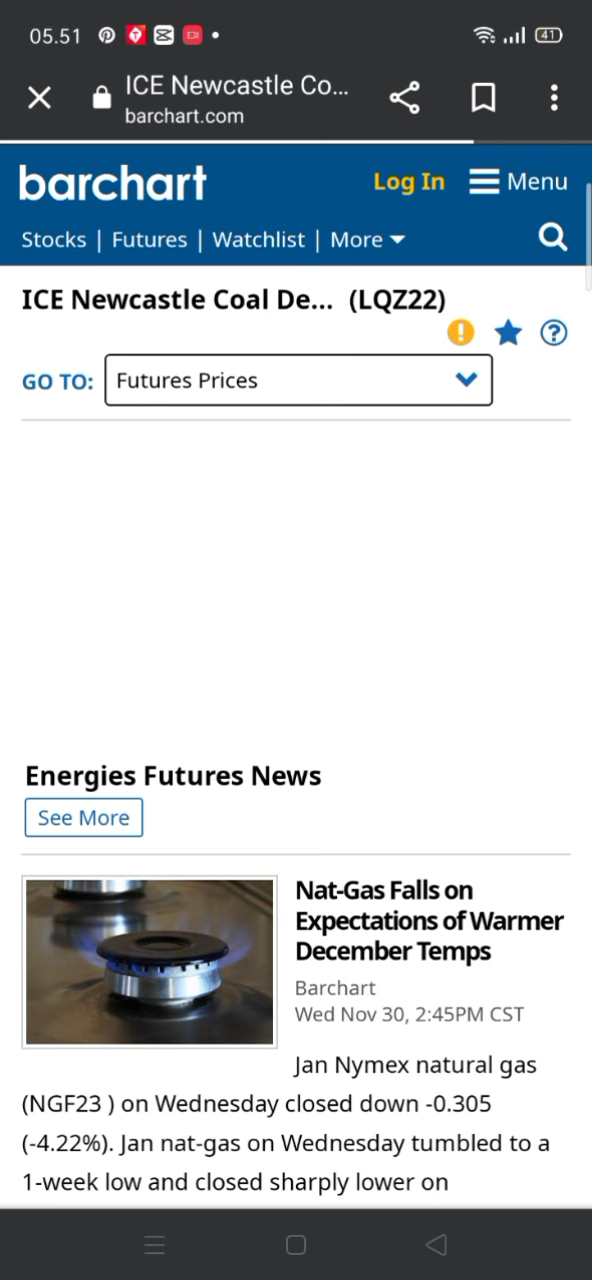 05.51
41
ICE Newcastle Co...
barchart.com
barchart
Log In
Menu
Stocks | Futures | Watchlist | More
ICE Newcastle Coal De... (LQZ22)
GO TO:
Futures Prices
Energies Futures News
See More
Nat-Gas Falls on
Expectations of Warmer
December Temps
Barchart
Wed Nov 30, 2:45PM CST
Jan Nymex natural gas
(NGF23 ) on Wednesday closed down -0.305
(-4.22%). Jan nat-gas on Wednesday tumbled to a
1-week low and closed sharply lower on